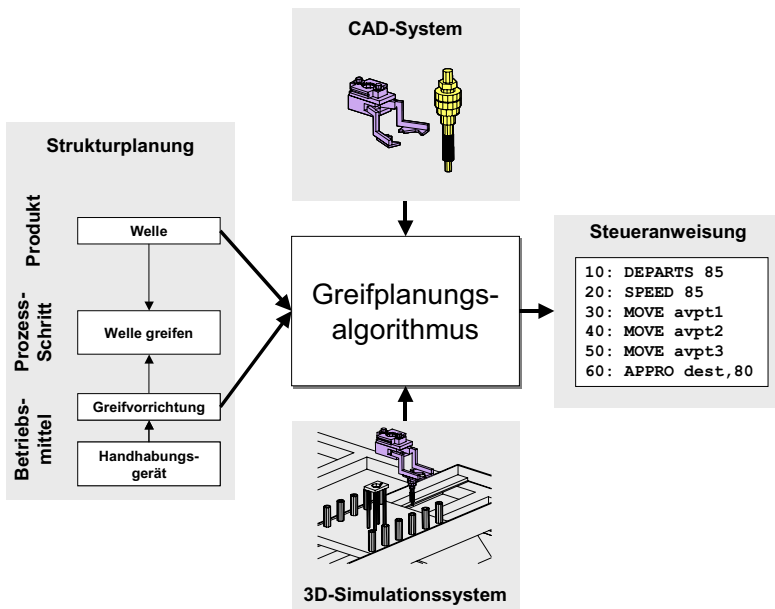 CAD-System
Strukturplanung
Produkt
Welle
Prozess-
Schritt
Welle greifen
Betriebs-
mittel
Greifvorrichtung
Handhabungs-
gerät
Greifplanungs-
algorithmus
Steueranweisung
10: DEPARTS 85
20: SPEED 85
30: MOVE avpt1
40: MOVE avpt2
50: MOVE avpt3
60: APPRO dest,80
3D-Simulationssystem